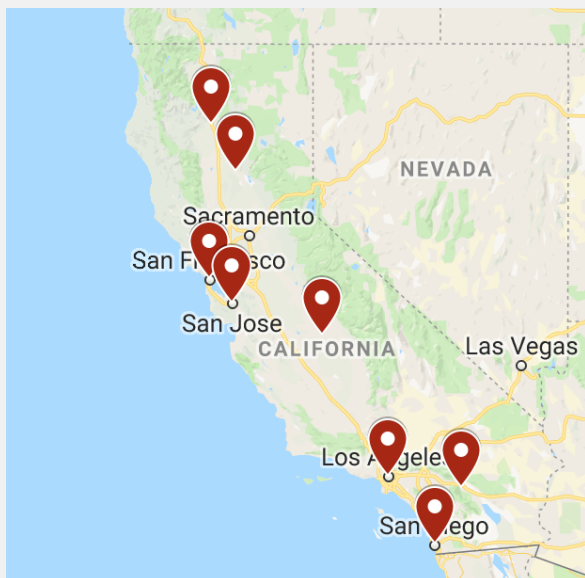 NEVADA
Sacramento
San Francisco
San Jose
CALIFORNIA
Las Vegas
Los Angeles
San Diego